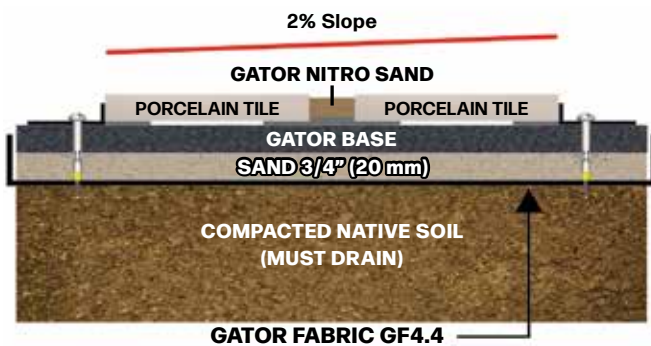 2% Slope
GATOR NITRO SAND
PORCELAIN TILE PORCELAIN TILE
GATOR BASE
SAND 3/4” (20 mm)
COMPACTED NATIVE SOIL
(MUST DRAIN)
GATOR FABRIC GF4.4